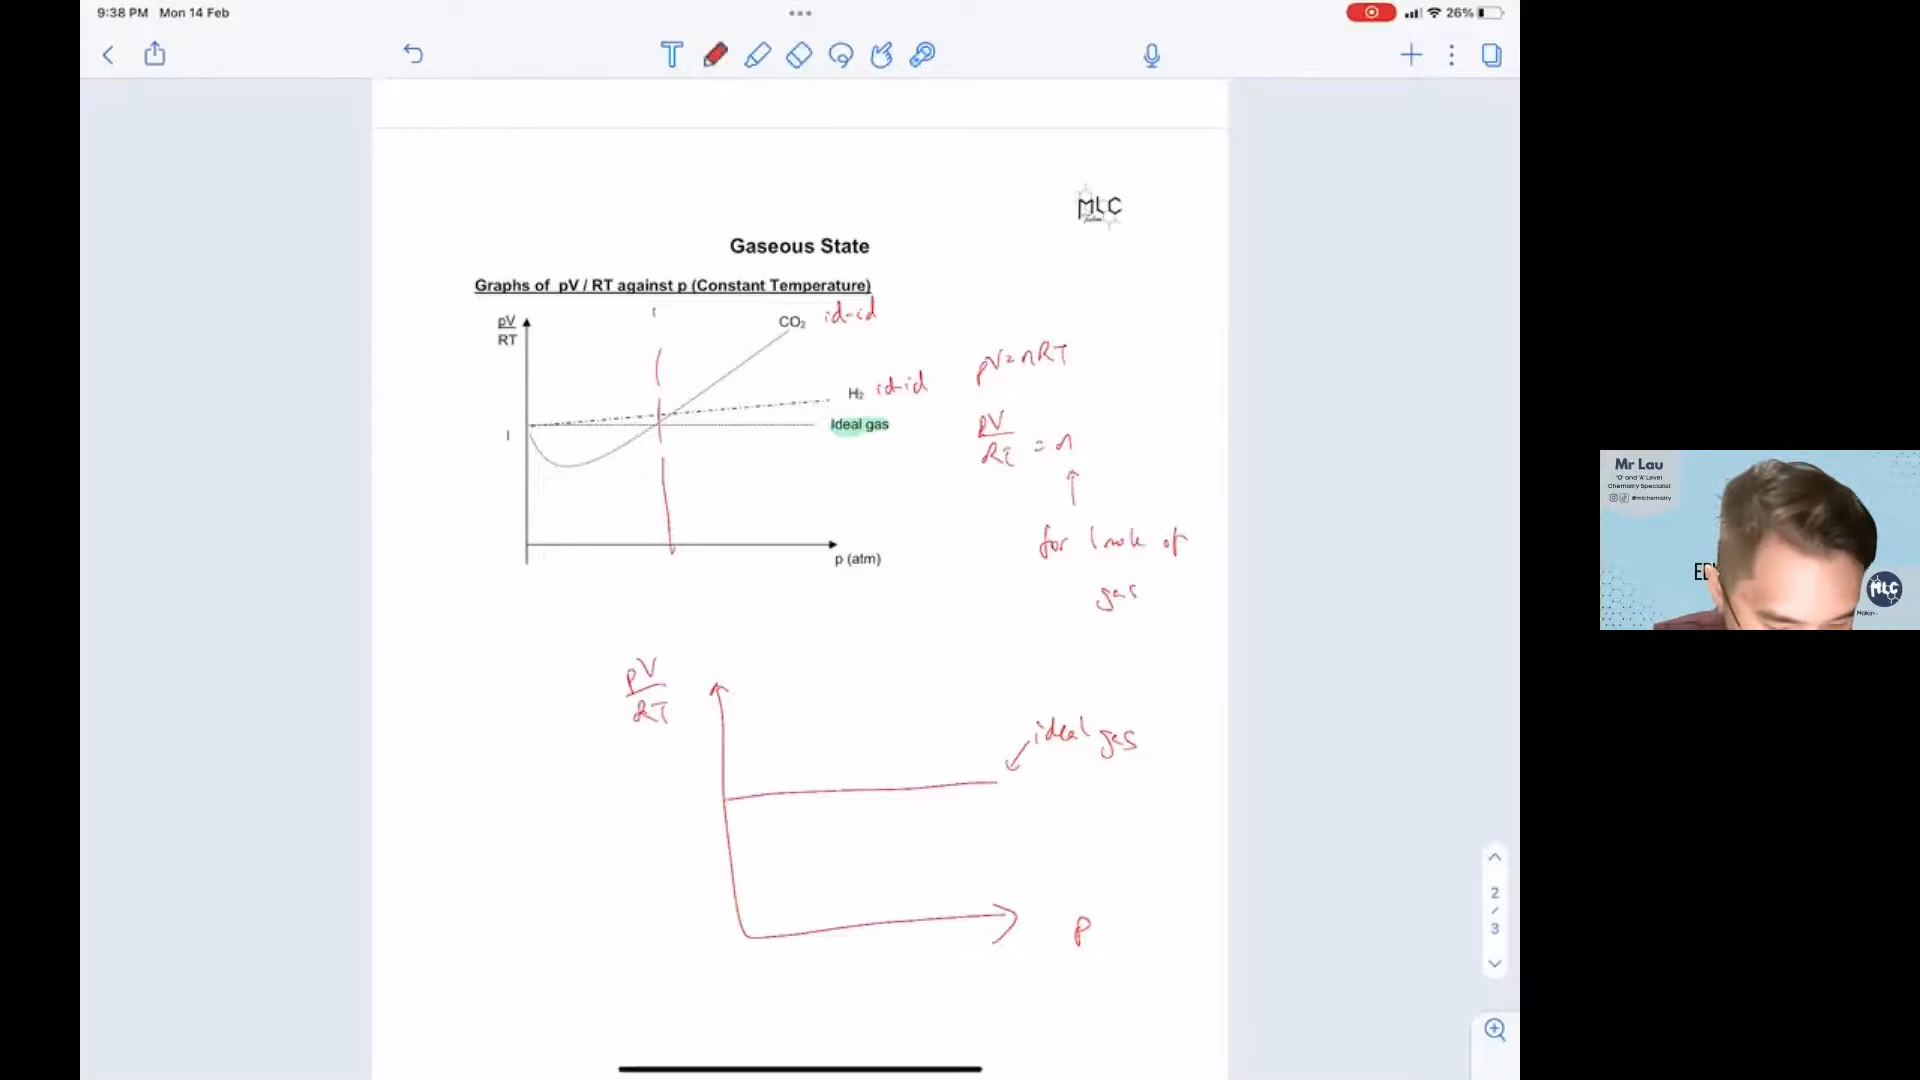 9:38 PM Mon 14 Feb
26%
MLC
Gaseous State
Graphs of pV / RT against p (Constant Temperature)
pV
RT
CO₂ id-id
H₂ id-id
Ideal gas
1
p (atm)
pV = nRT
pV
RT = n
for 1 mole of
gas
pV
RT
ideal gas
p
2
/
3
Mr Lau
'O' and 'A' Level
Chemistry Specialist
@mlchemistry
MLC